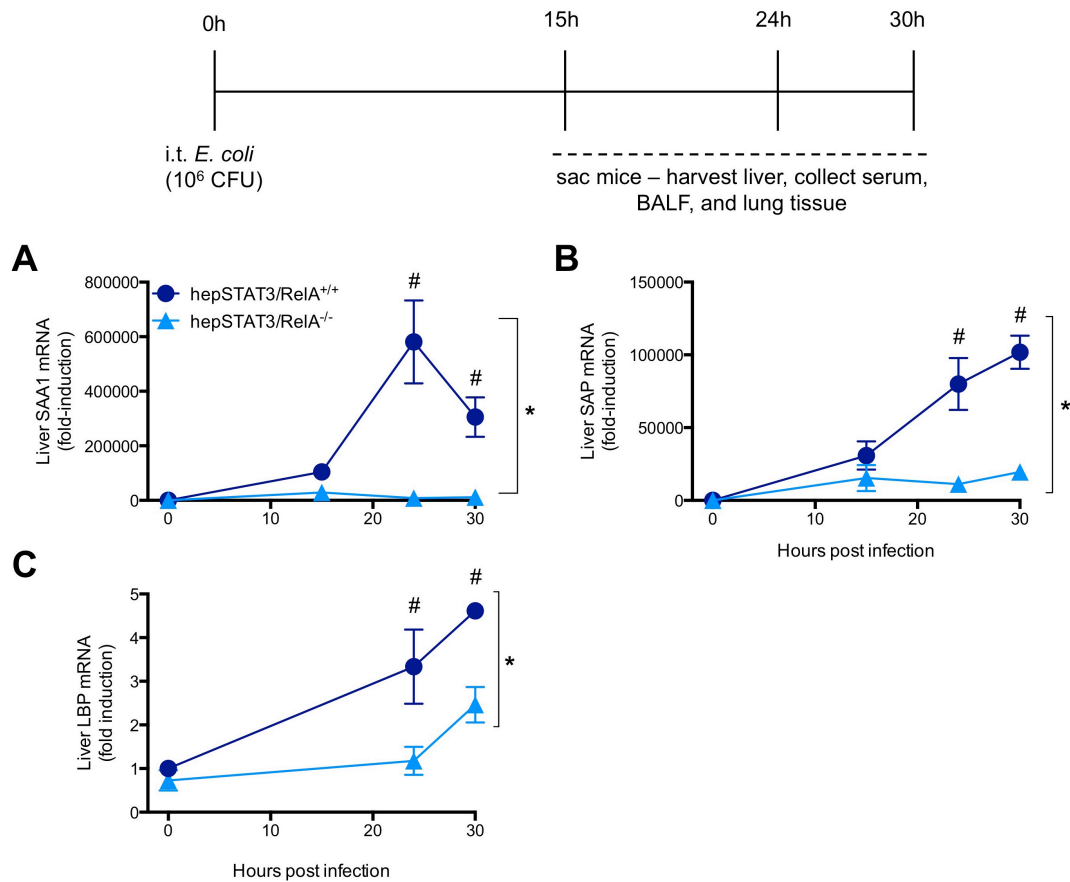 0h 15h 24h 30h
i.t. E. coli
(10⁶ CFU)
sac mice – harvest liver, collect serum,
BALF, and lung tissue
A
Liver SAA1 mRNA
(fold-induction)
800000
600000
400000
200000
0
0 10 20 30
hepSTAT3/RelA+/+
hepSTAT3/RelA-/-
#
#
*
B
Liver SAP mRNA
(fold-induction)
150000
100000
50000
0
0 10 20 30
Hours post infection
#
#
*
C
Liver LBP mRNA
(fold induction)
5
4
3
2
1
0
0 10 20 30
Hours post infection
#
#
*